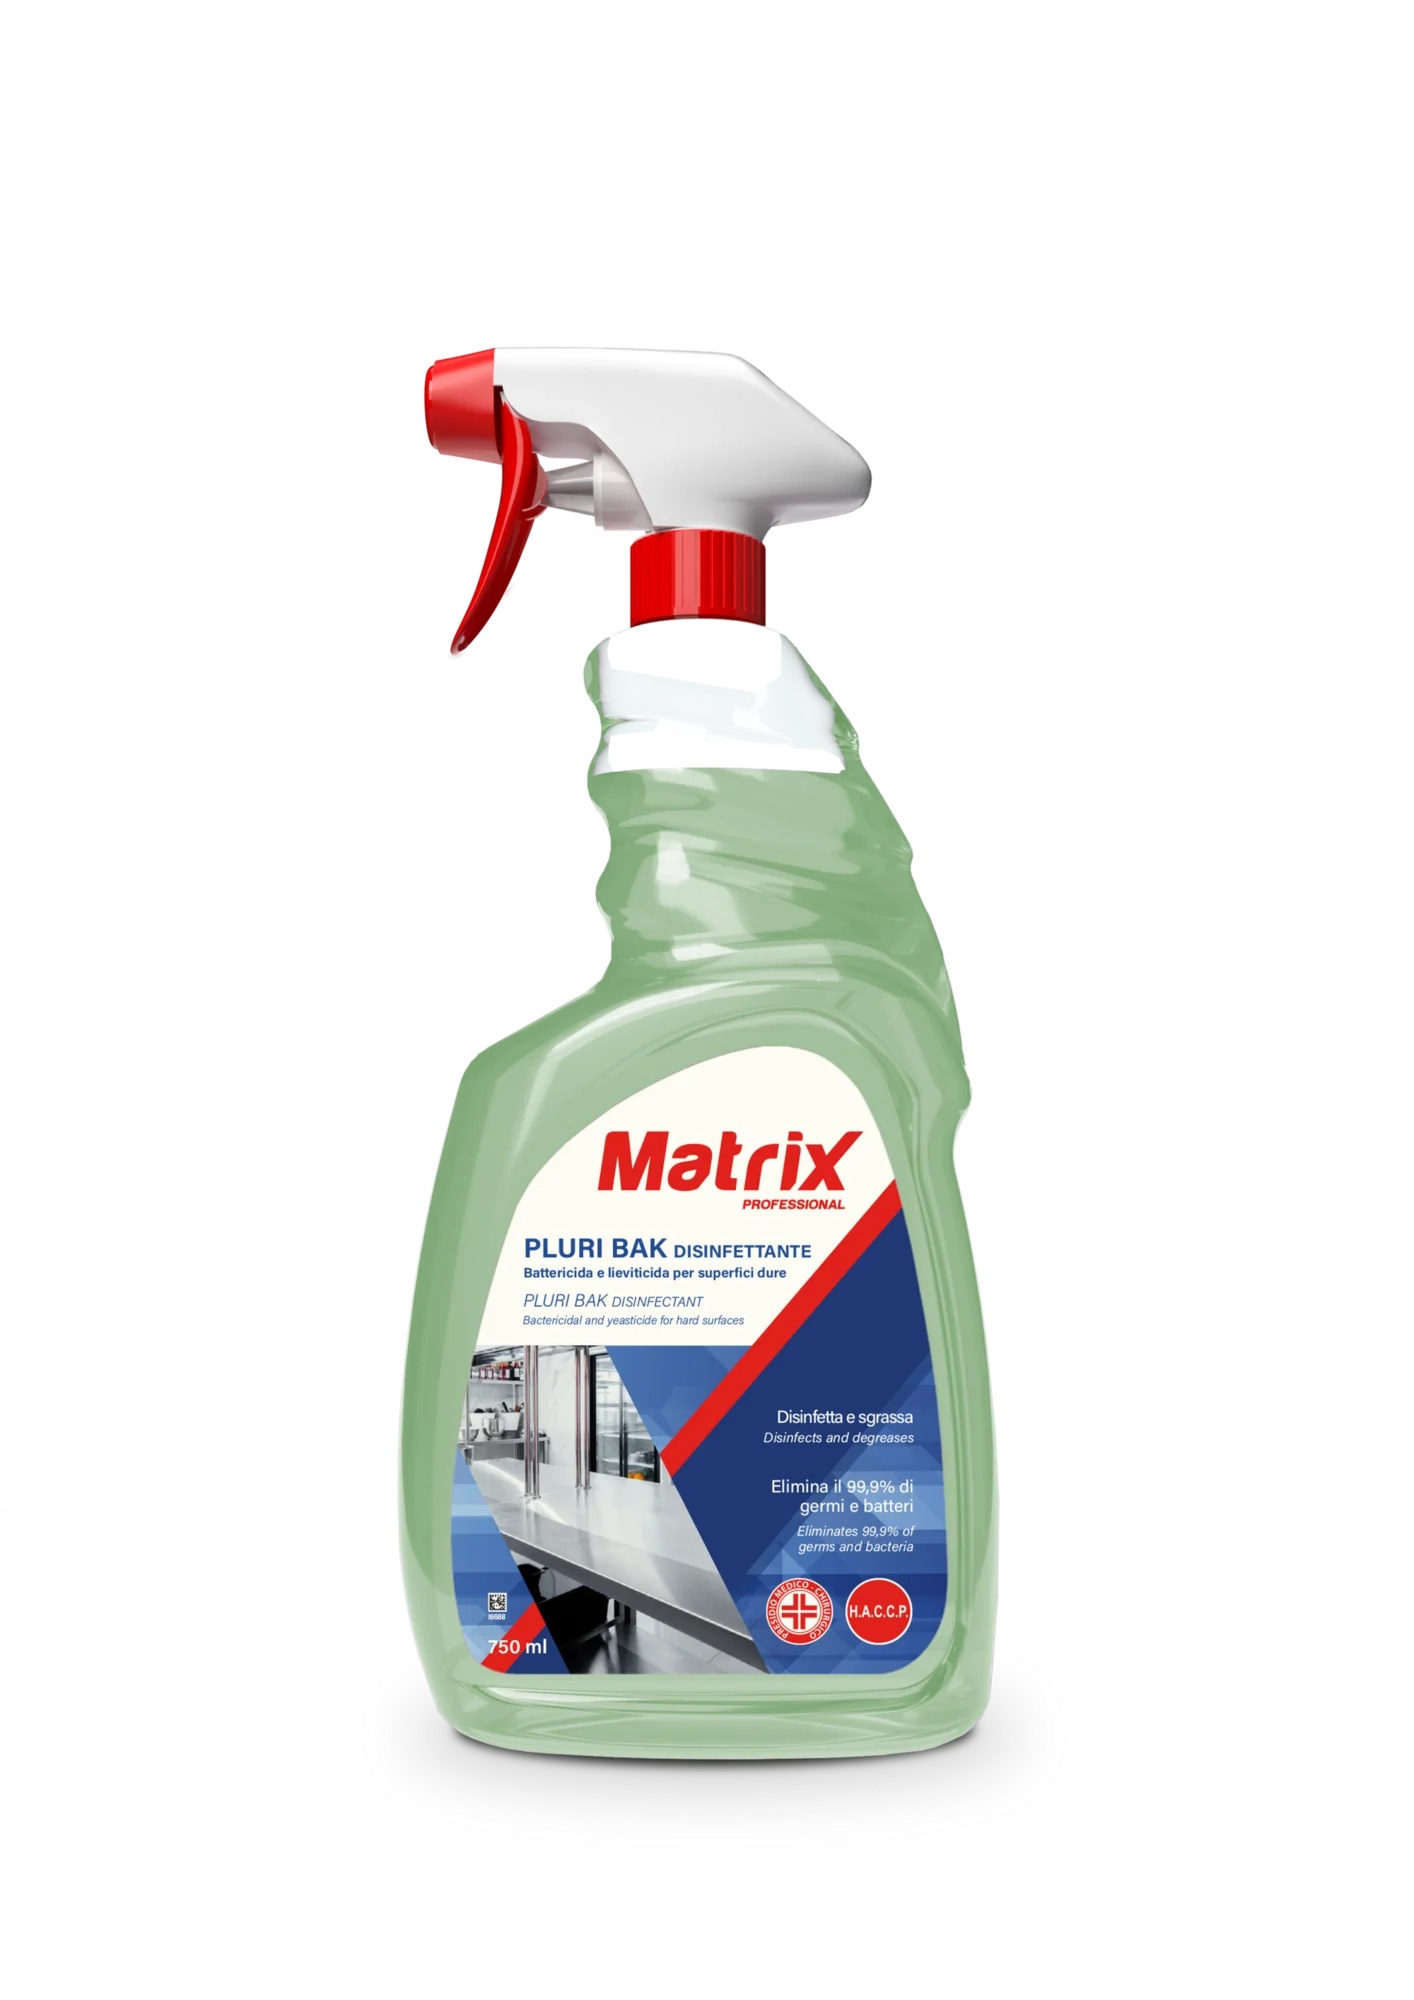 Matrix
PROFESSIONAL
PLURI BAK DISINFETTANTE
Battericida e lieviticida per superfici dure
PLURI BAK DISINFECTANT
Bactericidal and yeasticide for hard surfaces
Disinfetta e sgrassa
Disinfects and degreases
Elimina il 99,9% di
germi e batteri
Eliminates 99,9% of
germs and bacteria
PRESIDIO MEDICO-CHIRURGICO
H.A.C.C.P.
I6688
750 ml